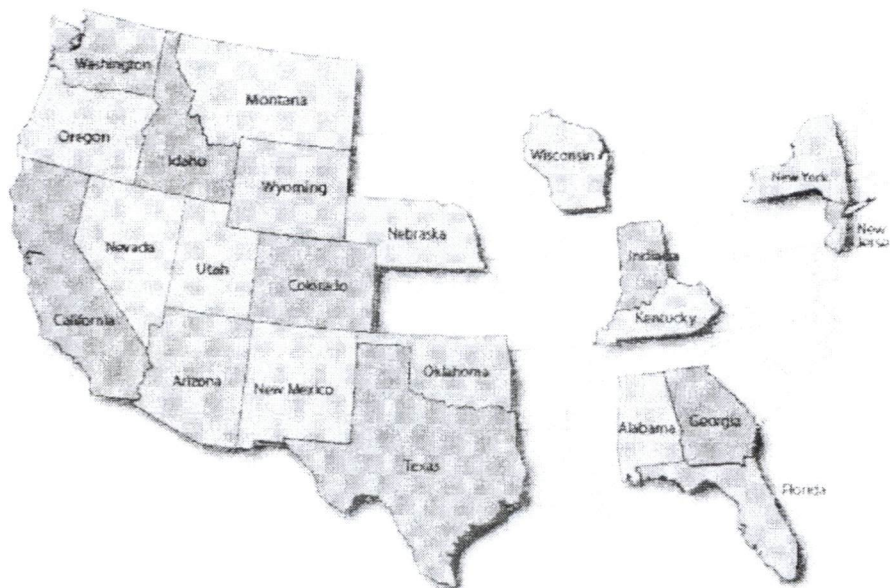 Washington
Montana
Oregon
Idaho
Wyoming
Nebraska
Nevada
Utah
Colorado
California
Arizona
New Mexico
Oklahoma
Texas
Wisconsin
New York
New
Jersey
Indiana
Kentucky
Alabama
Georgia
Florida